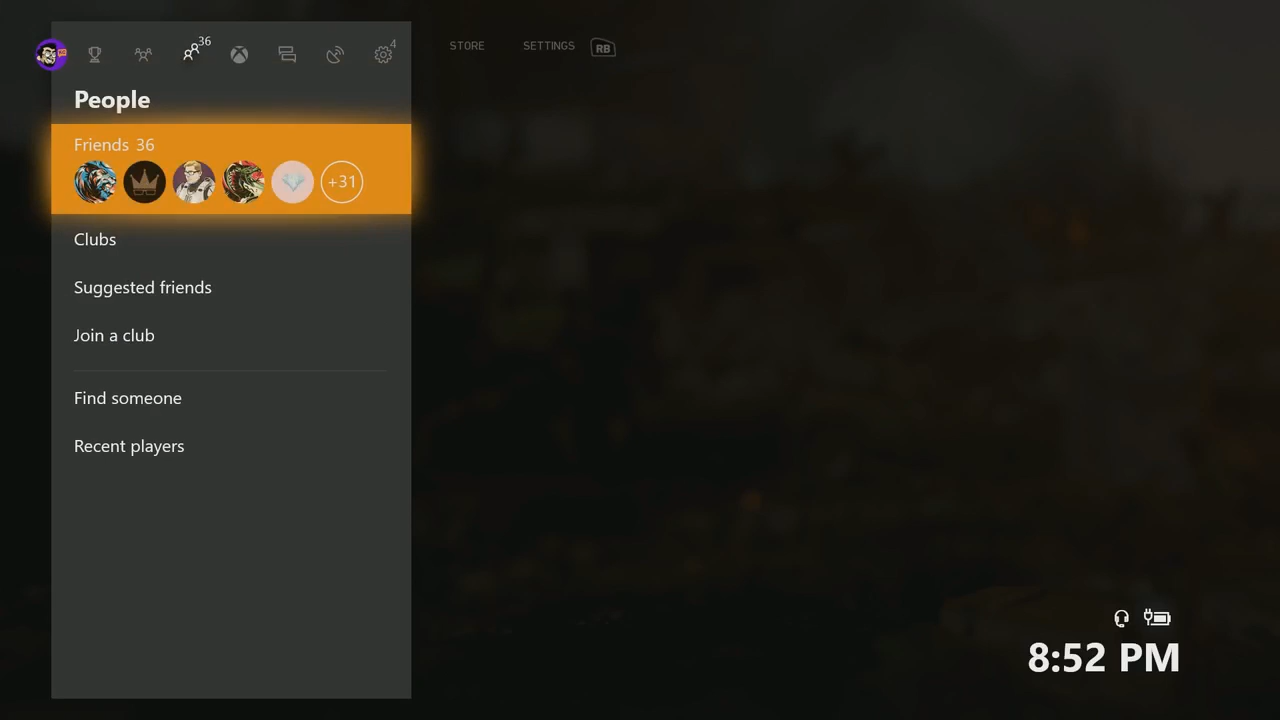 36
4
STORE
SETTINGS
RB
People
Friends 36
+31
Clubs
Suggested friends
Join a club
Find someone
Recent players
8:52 PM